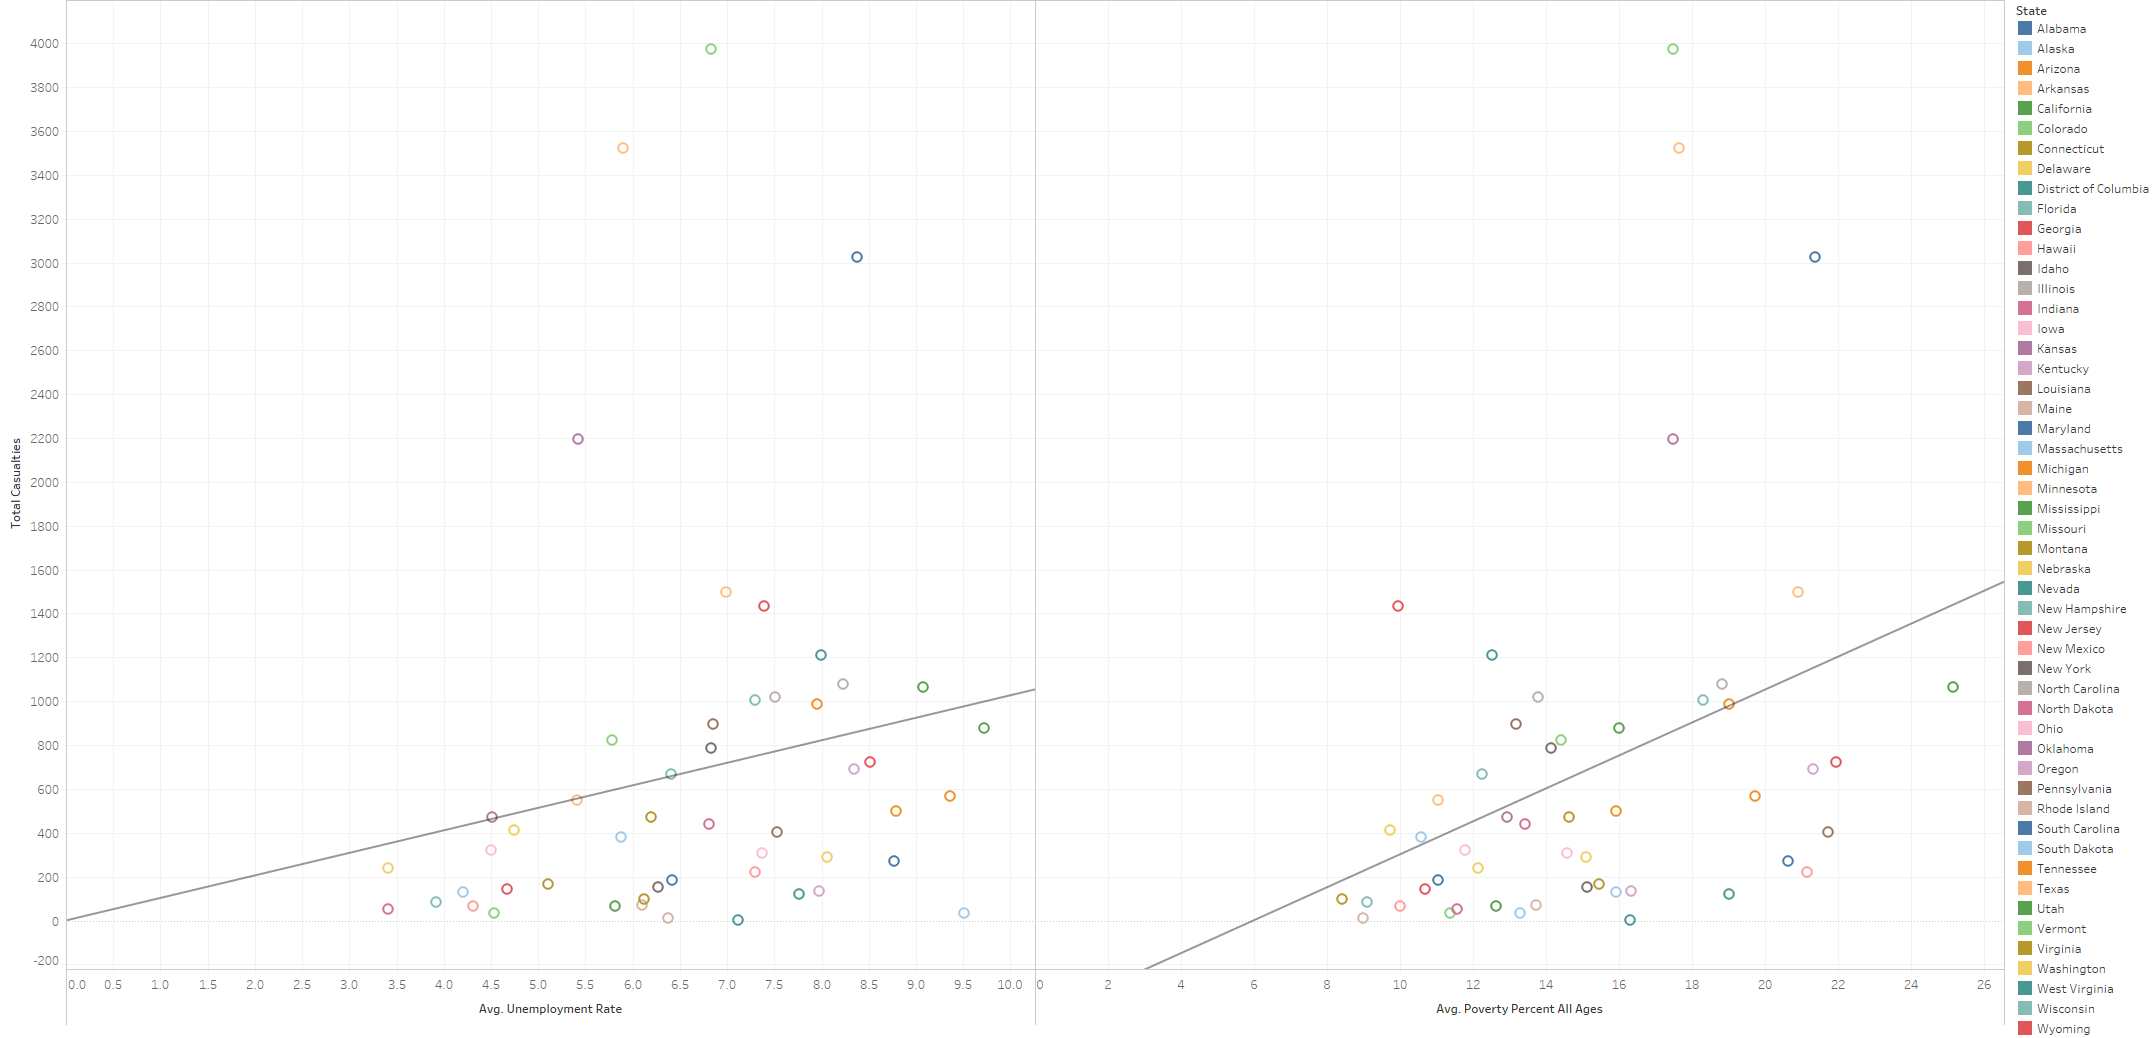 4000
3800
3600
3400
3200
3000
2800
2600
2400
2200
2000
1800
1600
1400
1200
1000
800
600
400
200
0
-200
Total Casualties
0.0 0.5 1.0 1.5 2.0 2.5 3.0 3.5 4.0 4.5 5.0 5.5 6.0 6.5 7.0 7.5 8.0 8.5 9.0 9.5 10.0
Avg. Unemployment Rate
0 2 4 6 8 10 12 14 16 18 20 22 24 26
Avg. Poverty Percent All Ages
State
Alabama
Alaska
Arizona
Arkansas
California
Colorado
Connecticut
Delaware
District of Columbia
Florida
Georgia
Hawaii
Idaho
Illinois
Indiana
Iowa
Kansas
Kentucky
Louisiana
Maine
Maryland
Massachusetts
Michigan
Minnesota
Mississippi
Missouri
Montana
Nebraska
Nevada
New Hampshire
New Jersey
New Mexico
New York
North Carolina
North Dakota
Ohio
Oklahoma
Oregon
Pennsylvania
Rhode Island
South Carolina
South Dakota
Tennessee
Texas
Utah
Vermont
Virginia
Washington
West Virginia
Wisconsin
Wyoming